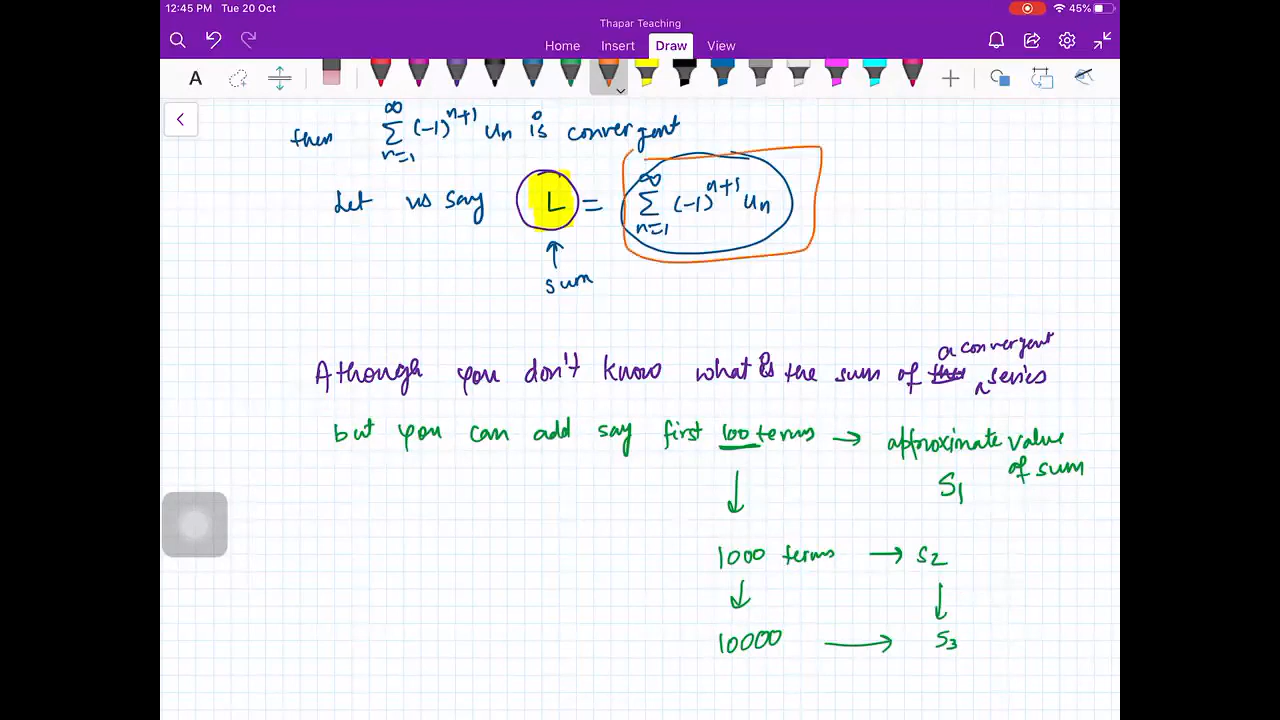 12:45 PM Tue 20 Oct
45%
Thapar Teaching
Home Insert Draw View
A
then ∞ Σ n=1 (-1)^n+1 un is convergent
Let us say L = ∞ Σ n=1 (-1)^n+1 un
↑
sum
a convergent
Athough you don't know what is the sum of series
but you can add say first 100 terms → approximate value
of sum
↓ S1
1000 terms → S2
↓ ↓
10000 → S3